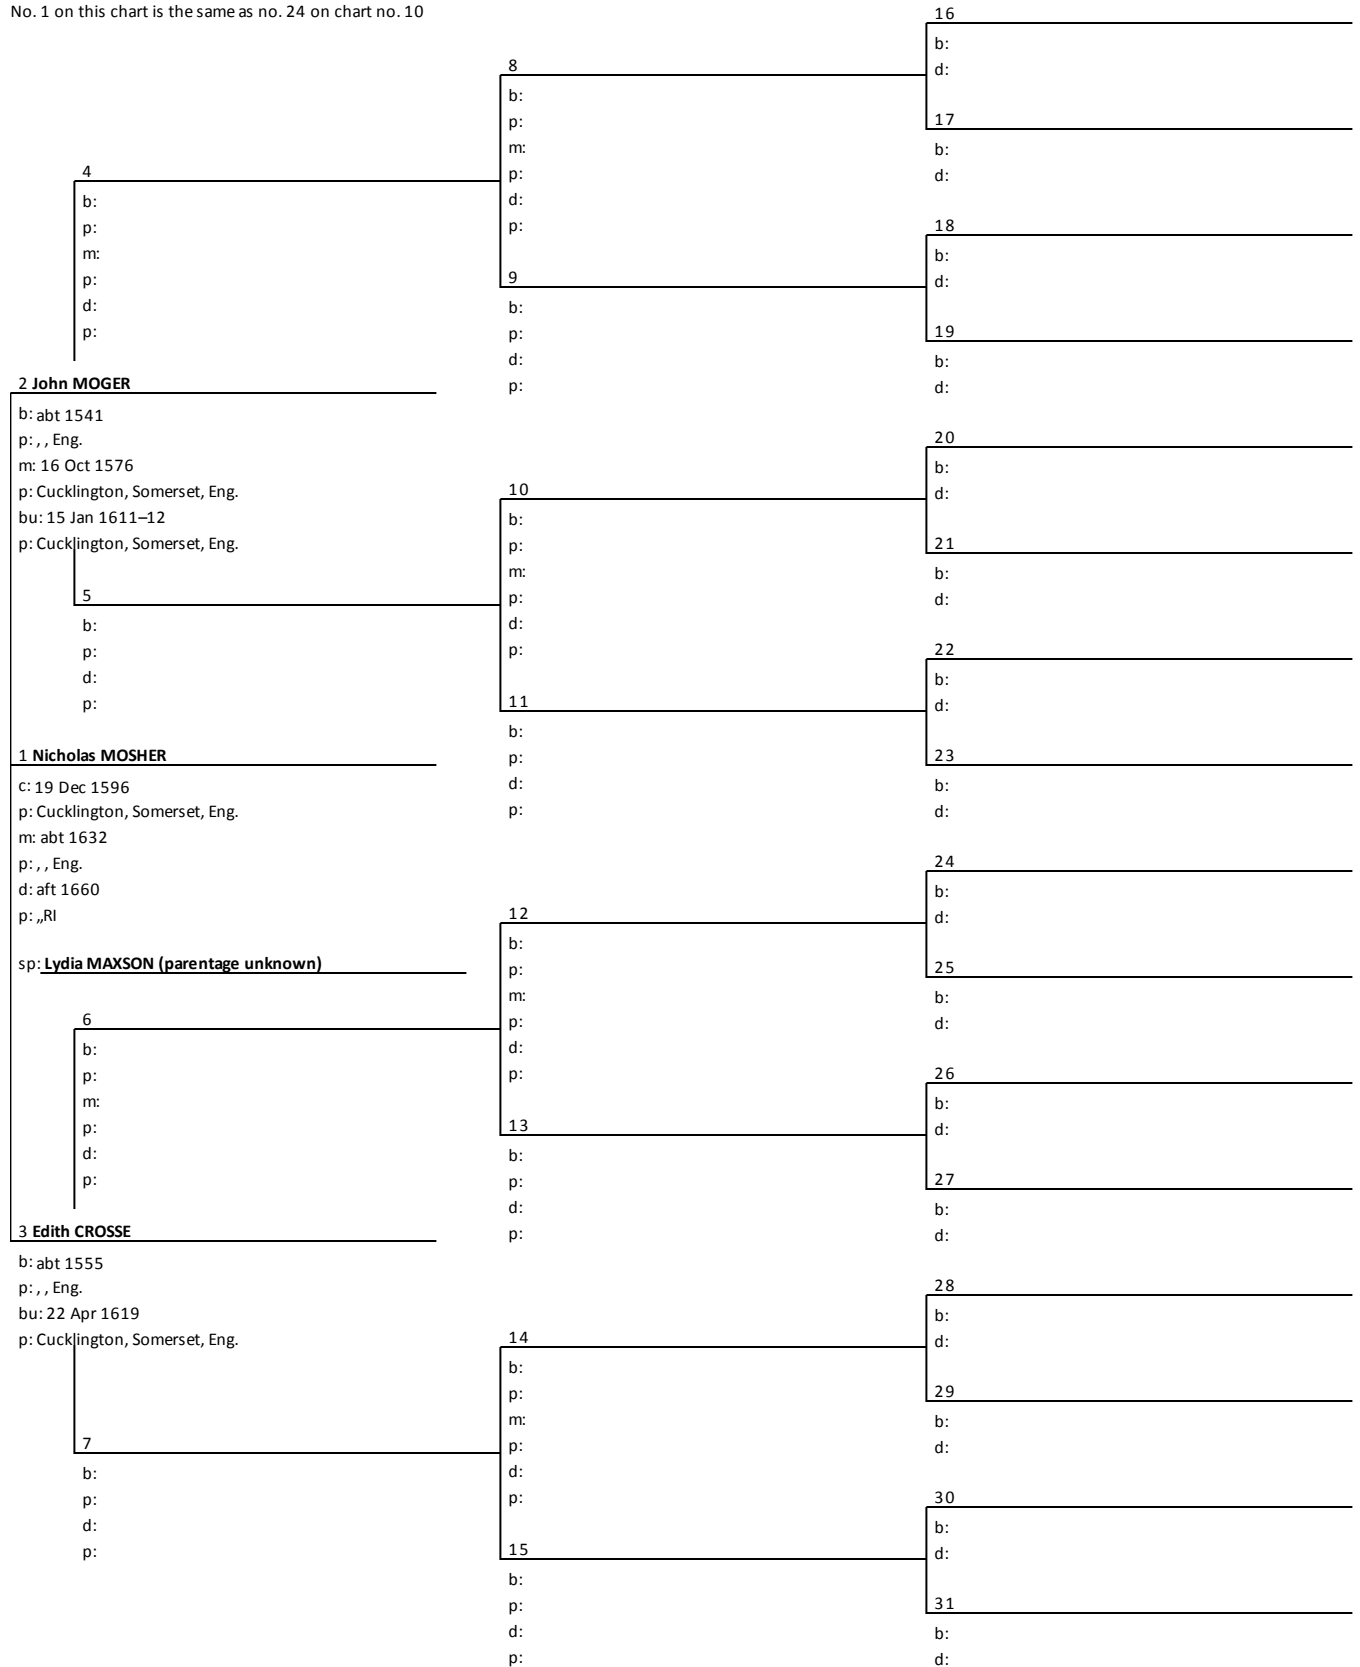 No. 1 on this chart is the same as no. 24 on chart no. 10
4
b:
p:
m:
p:
d:
p:
2 John MOGER
b: abt 1541
p: , , Eng.
m: 16 Oct 1576
p: Cucklington, Somerset, Eng.
bu: 15 Jan 1611–12
p: Cucklington, Somerset, Eng.
5
b:
p:
d:
p:
1 Nicholas MOSHER
c: 19 Dec 1596
p: Cucklington, Somerset, Eng.
m: abt 1632
p: , , Eng.
d: aft 1660
p: ,,RI
sp: Lydia MAXSON (parentage unknown)
6
b:
p:
m:
p:
d:
p:
3 Edith CROSSE
b: abt 1555
p: , , Eng.
bu: 22 Apr 1619
p: Cucklington, Somerset, Eng.
7
b:
p:
d:
p:
8
b:
p:
m:
p:
d:
p:
9
b:
p:
d:
p:
10
b:
p:
m:
p:
d:
p:
11
b:
p:
d:
p:
12
b:
p:
m:
p:
d:
p:
13
b:
p:
d:
p:
14
b:
p:
m:
p:
d:
p:
15
b:
p:
d:
p:
16
b:
d:
17
b:
d:
18
b:
d:
19
b:
d:
20
b:
d:
21
b:
d:
22
b:
d:
23
b:
d:
24
b:
d:
25
b:
d:
26
b:
d:
27
b:
d:
28
b:
d:
29
b:
d:
30
b:
d:
31
b:
d: